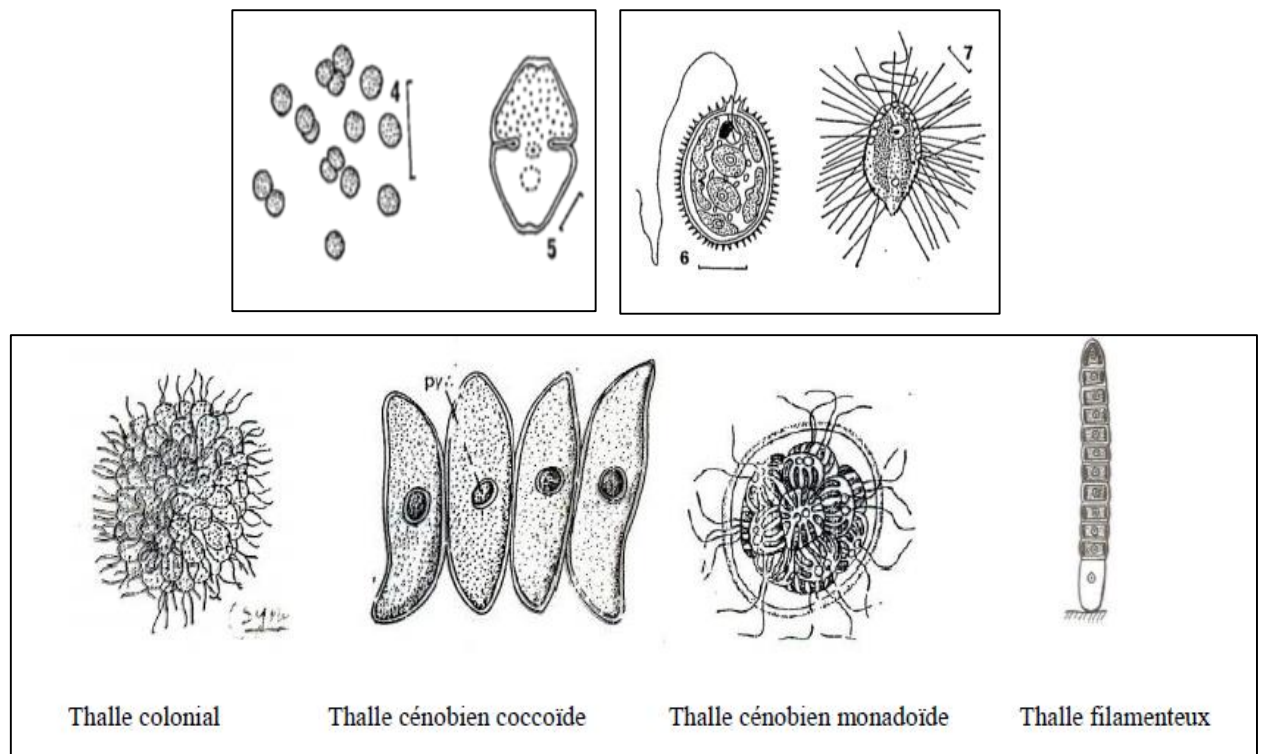 4
5
6
7
py.
Thalle colonial
Thalle cénobien coccoïde
Thalle cénobien monadoïde
Thalle filamenteux